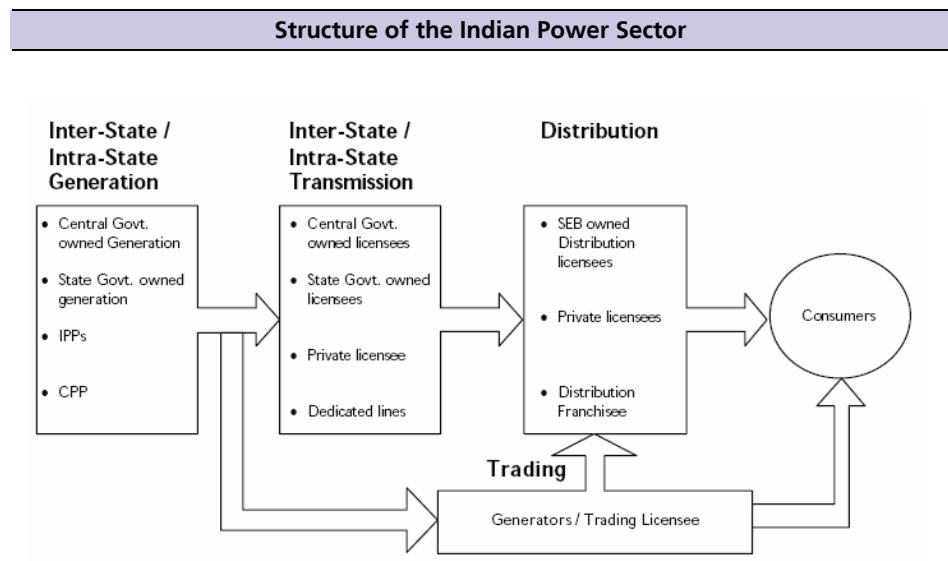 Structure of the Indian Power Sector
Inter-State /
Intra-State
Generation
• Central Govt.
owned Generation
• State Govt. owned
generation
• IPPs
• CPP
Inter-State /
Intra-State
Transmission
• Central Govt.
owned licensees
• State Govt. owned
licensees
• Private licensee
• Dedicated lines
Distribution
• SEB owned
Distribution
licensees
• Private licensees
• Distribution
Franchisee
Consumers
Trading
Generators / Trading Licensee